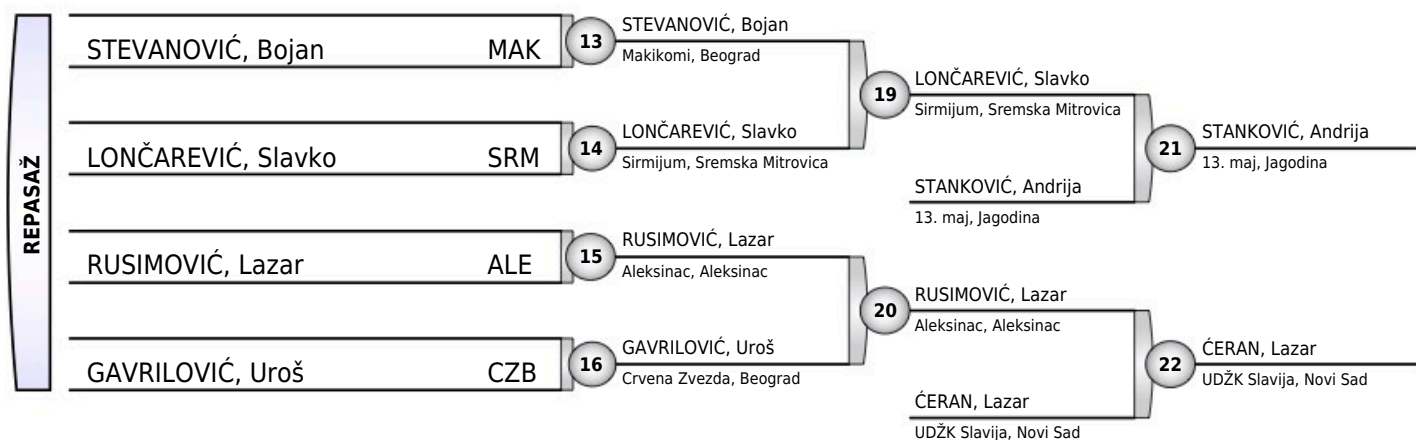 REPASAŽ
STEVANOVIĆ, Bojan MAK
13
STEVANOVIĆ, Bojan
Makikomi, Beograd
LONČAREVIĆ, Slavko SRM
14
LONČAREVIĆ, Slavko
Sirmijum, Sremska Mitrovica
19
LONČAREVIĆ, Slavko
Sirmijum, Sremska Mitrovica
STANKOVIĆ, Andrija
13. maj, Jagodina
21
STANKOVIĆ, Andrija
13. maj, Jagodina
RUSIMOVIĆ, Lazar ALE
15
RUSIMOVIĆ, Lazar
Aleksinac, Aleksinac
GAVRILOVIĆ, Uroš CZB
16
GAVRILOVIĆ, Uroš
Crvena Zvezda, Beograd
20
RUSIMOVIĆ, Lazar
Aleksinac, Aleksinac
ĆERAN, Lazar
UDŽK Slavija, Novi Sad
22
ĆERAN, Lazar
UDŽK Slavija, Novi Sad